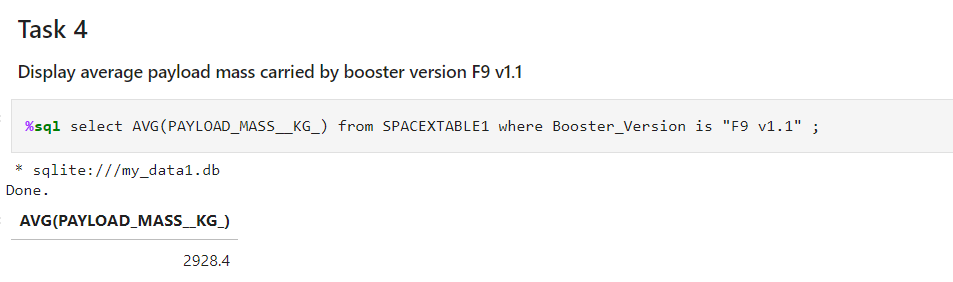 Task 4
Display average payload mass carried by booster version F9 v1.1
%sql select AVG(PAYLOAD_MASS__KG_) from SPACEXTABLE1 where Booster_Version is "F9 v1.1" ;
* sqlite:///my_data1.db
Done.
AVG(PAYLOAD_MASS__KG_)
2928.4